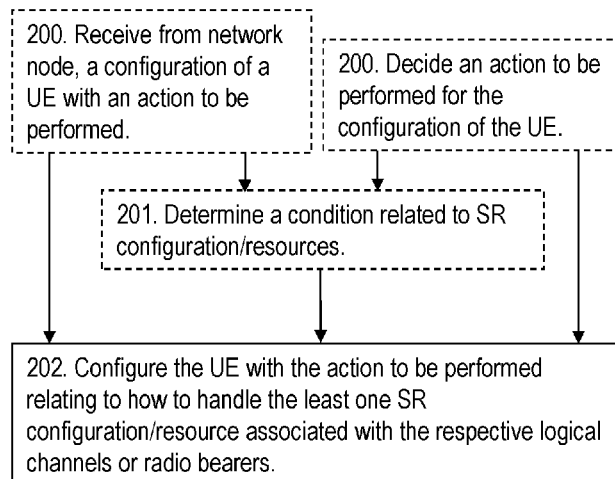 200. Receive from network
node, a configuration of a
UE with an action to be
performed.
200. Decide an action to be
performed for the
configuration of the UE.
201. Determine a condition related to SR
configuration/resources.
202. Configure the UE with the action to be performed
relating to how to handle the least one SR
configuration/resource associated with the respective logical
channels or radio bearers.